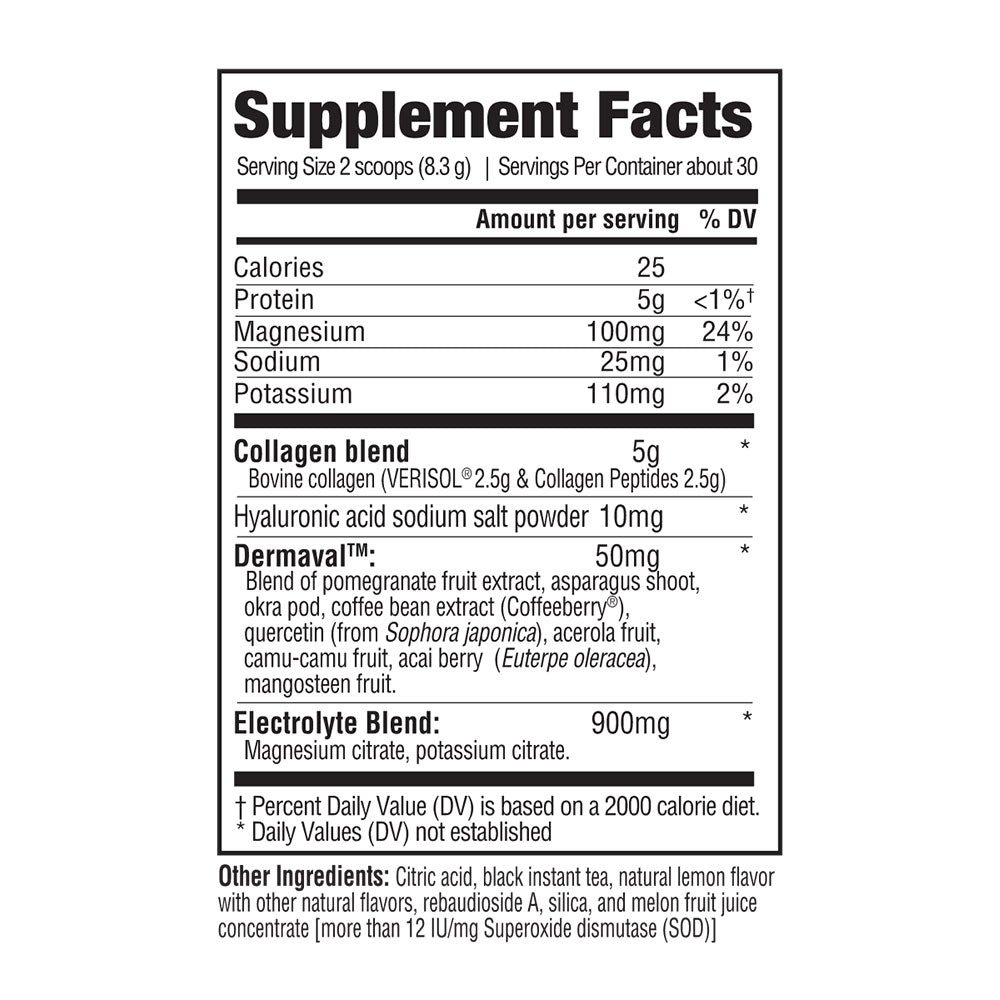 Supplement Facts
Serving Size 2 scoops (8.3 g) | Servings Per Container about 30
Amount per serving % DV
Calories 25
Protein 5g <1%†
Magnesium 100mg 24%
Sodium 25mg 1%
Potassium 110mg 2%
Collagen blend 5g *
Bovine collagen (VERISOL® 2.5g & Collagen Peptides 2.5g)
Hyaluronic acid sodium salt powder 10mg *
Dermaval™: 50mg *
Blend of pomegranate fruit extract, asparagus shoot,
okra pod, coffee bean extract (Coffeeberry®),
quercetin (from Sophora japonica), acerola fruit,
camu-camu fruit, acai berry (Euterpe oleracea),
mangosteen fruit.
Electrolyte Blend: 900mg *
Magnesium citrate, potassium citrate.
† Percent Daily Value (DV) is based on a 2000 calorie diet.
* Daily Values (DV) not established
Other Ingredients: Citric acid, black instant tea, natural lemon flavor
with other natural flavors, rebaudioside A, silica, and melon fruit juice
concentrate [more than 12 IU/mg Superoxide dismutase (SOD)]